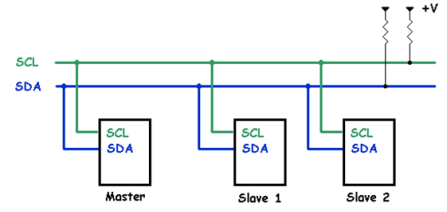 +V
SCL
SDA
SCL SCL SCL
SDA SDA SDA
Master Slave 1 Slave 2